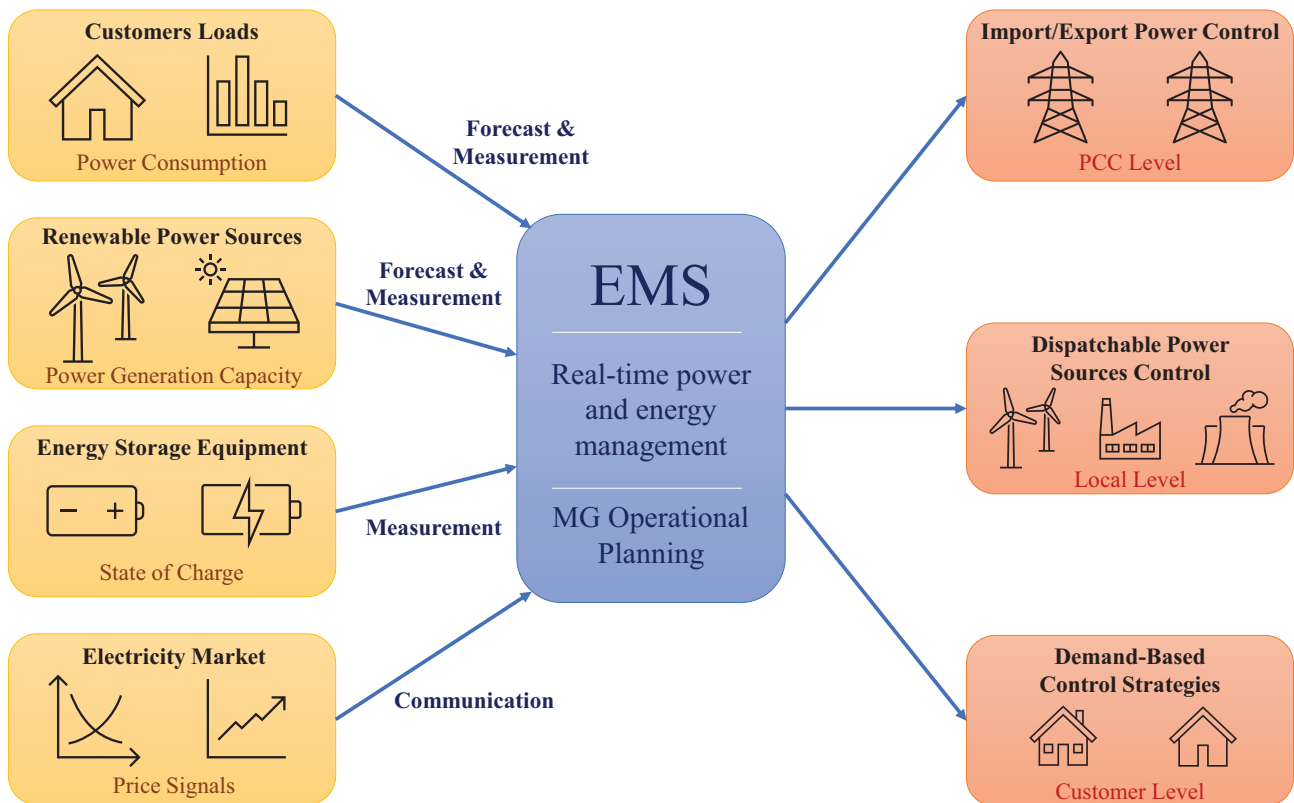 Customers Loads
Power Consumption
Forecast &
Measurement
Renewable Power Sources
Power Generation Capacity
Forecast &
Measurement
Energy Storage Equipment
State of Charge
Measurement
Electricity Market
Price Signals
Communication
EMS
Real-time power
and energy
management
MG Operational
Planning
Import/Export Power Control
PCC Level
Dispatchable Power
Sources Control
Local Level
Demand-Based
Control Strategies
Customer Level